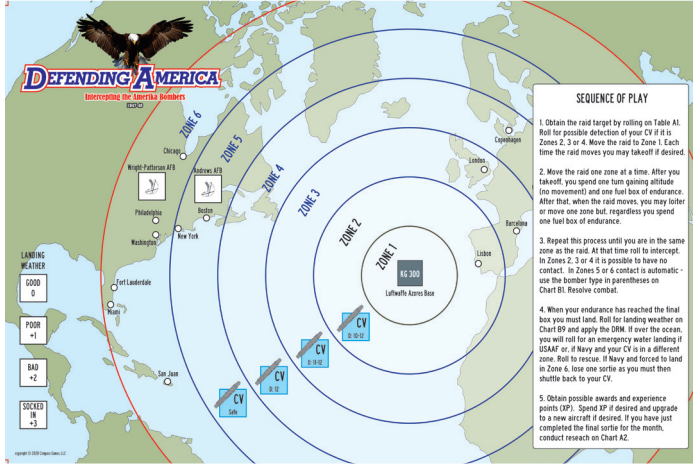 DEFENDING AMERICA
Intercepting the Amerika Bombers
ZONE 6
ZONE 5
ZONE 4
ZONE 3
ZONE 2
ZONE 1
Chicago
Wright-Patterson AFB
Andrews AFB
Philadelphia
Boston
New York
Washington
Fort Lauderdale
Miami
San Juan
Copenhagen
London
Barcelona
Lisbon
KG 300
Luftwaffe Azores Base
CV
D: 10-12
CV
D: 11-12
CV
D: 12
CV
Safe
LANDING
WEATHER
GOOD
0
POOR
+1
BAD
+2
SOCKED
IN
+3
SEQUENCE OF PLAY
1. Obtain the raid target by rolling on Table A1.
Roll for possible detection of your CV if it is
Zones 2, 3 or 4. Move the raid to Zone 1. Each
time the raid moves you may takeoff if desired.
2. Move the raid one zone at a time. After you
takeoff, you spend one turn gaining altitude
(no movement) and one fuel box of endurance.
After that, when the raid moves, you may loiter
or move one zone but, regardless you spend
one fuel box of endurance.
3. Repeat this process until you are in the same
zone as the raid. At that time roll to intercept.
In Zones 2, 3 or 4 it is possible to have no
contact. In Zones 5 or 6 contact is automatic -
use the bomber type in parentheses on
Chart B1. Resolve combat.
4. When your endurance has reached the final
box you must land. Roll for landing weather on
Chart B9 and apply the DRM. If over the ocean,
you will roll for an emergency water landing if
USAAF or, if Navy and your CV is in a different
zone. Roll to rescue. If Navy and forced to land
in Zone 6, lose one sortie as you must then
shuttle back to your CV.
5. Obtain possible awards and experience
points (XP). Spend XP if desired and upgrade
to a new aircraft if desired. If you have just
completed the final sortie for the month,
conduct reseach on Chart A2.